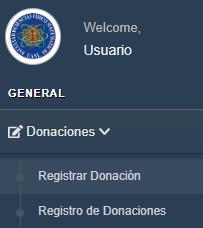 Welcome,
Usuario
GENERAL
Donaciones
Registrar Donación
Registro de Donaciones